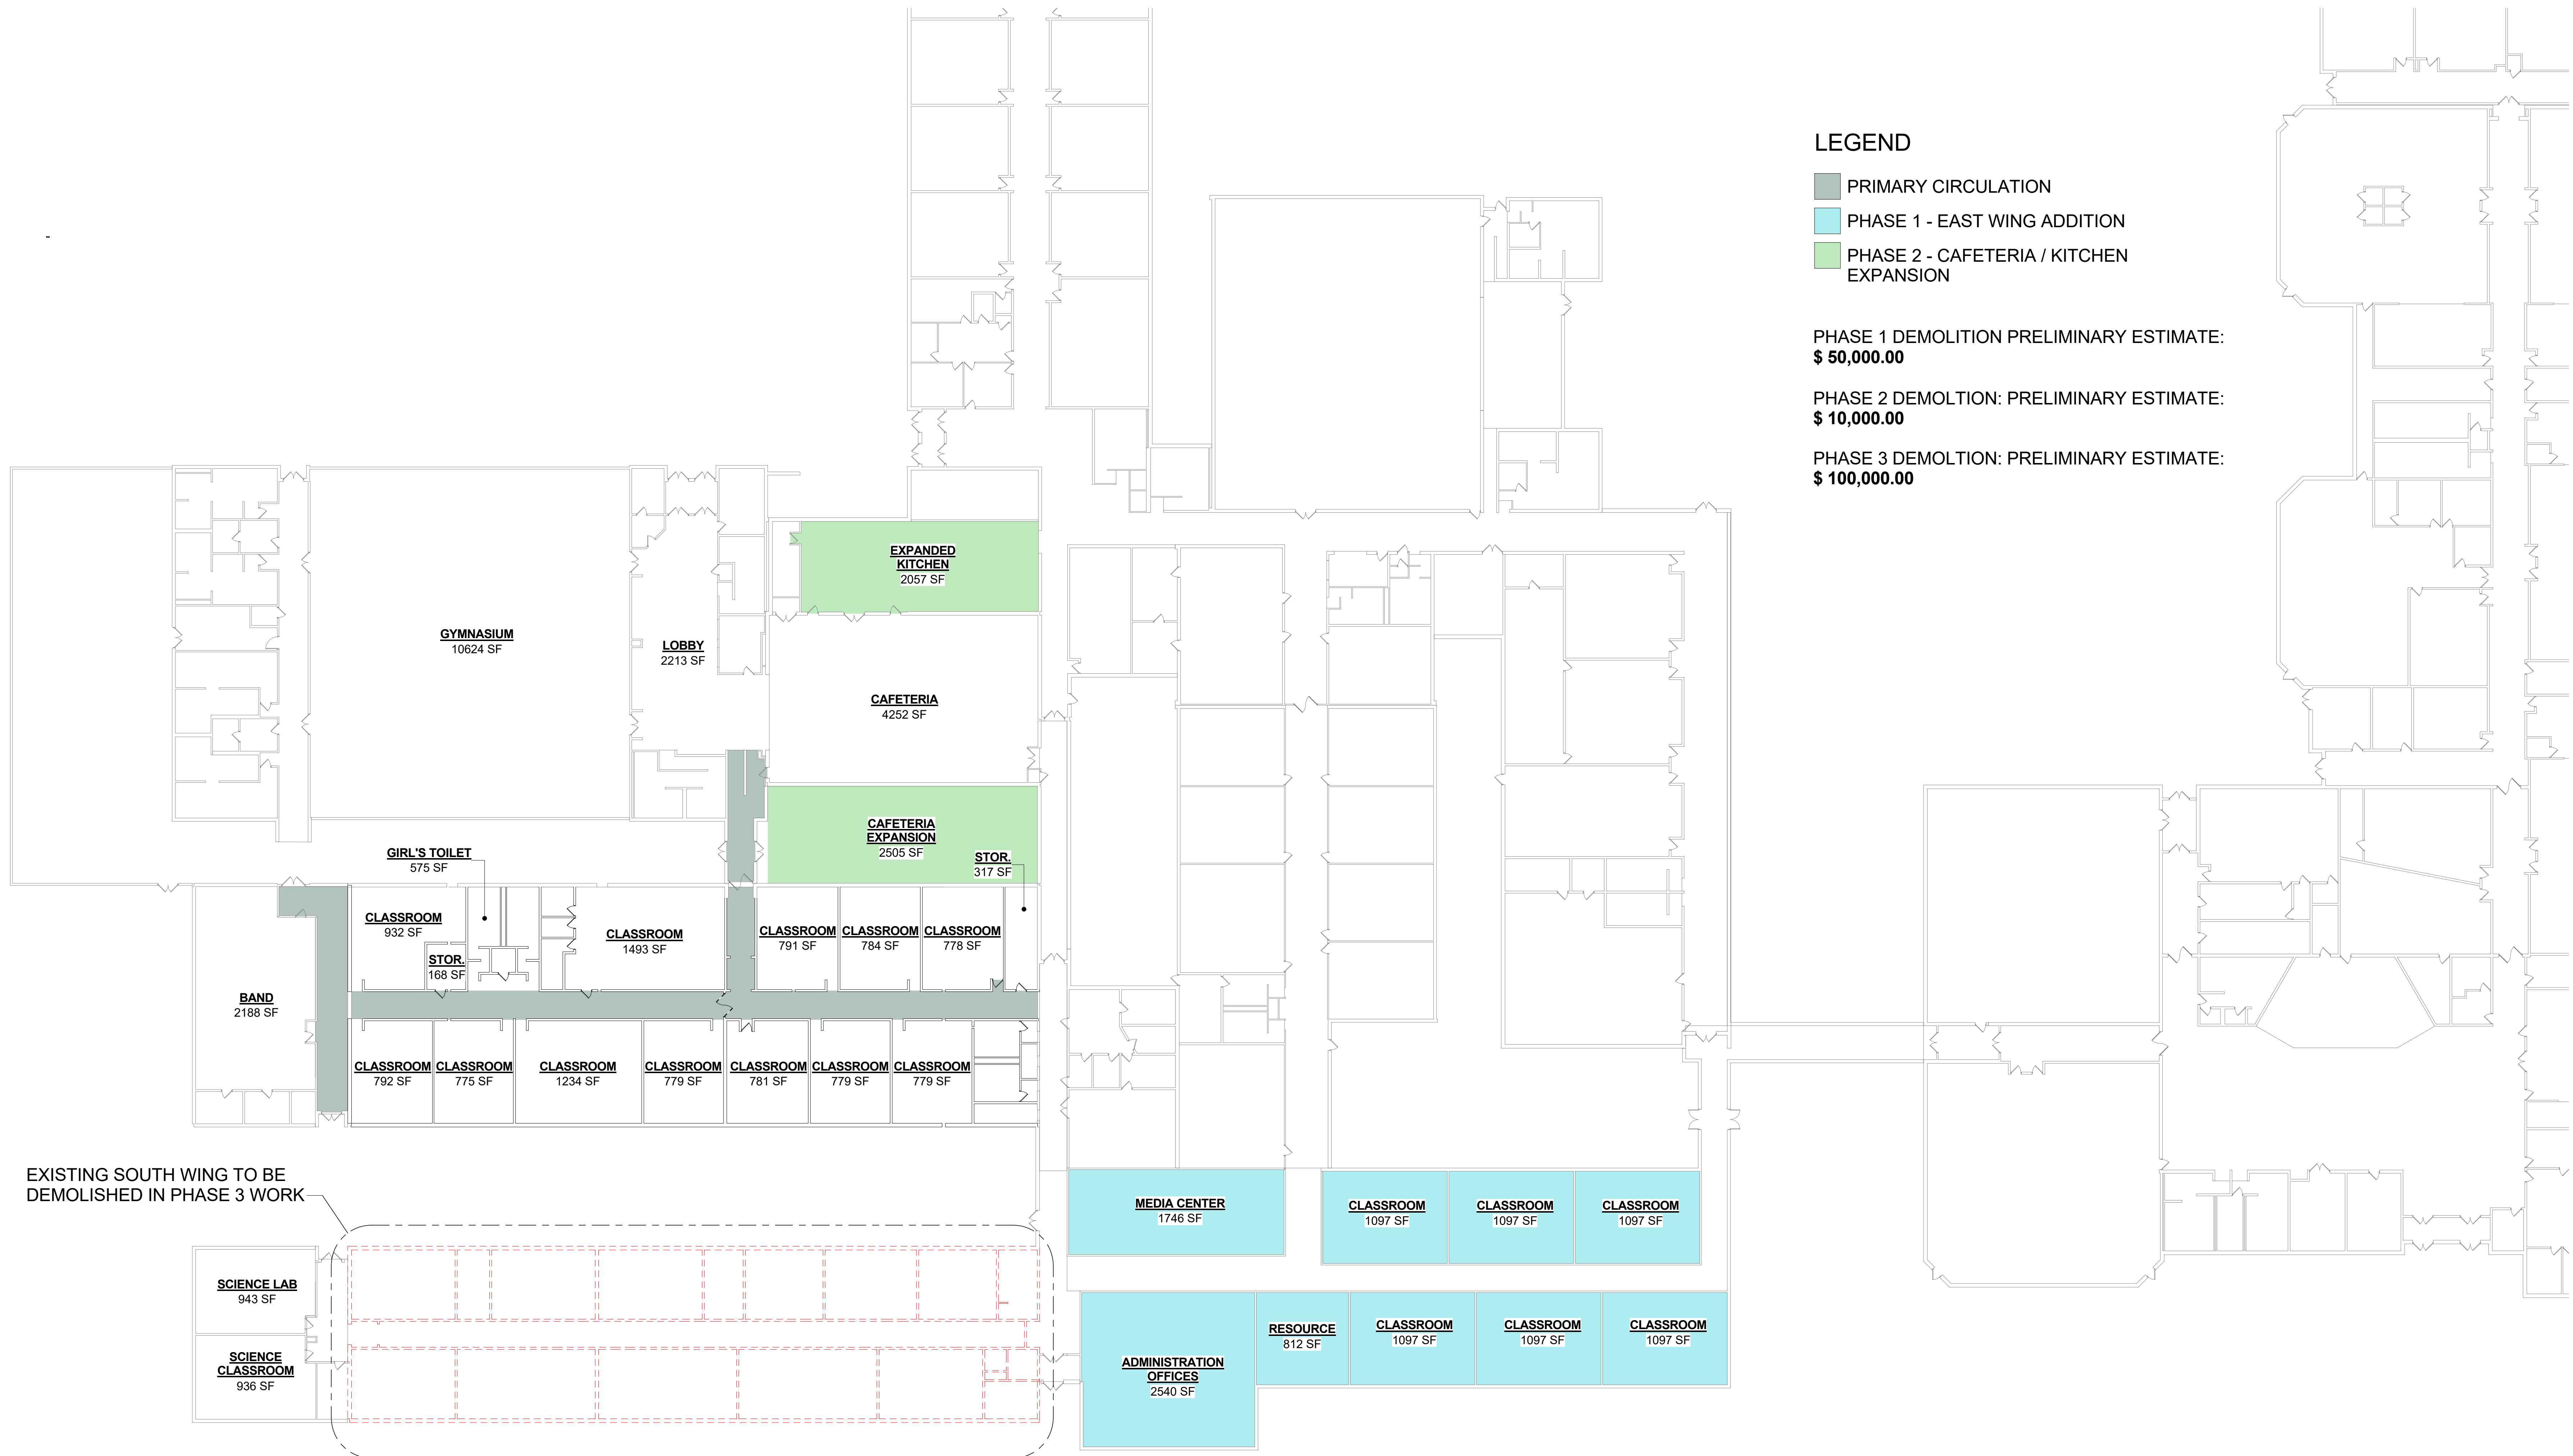 LEGEND
PRIMARY CIRCULATION
PHASE 1 - EAST WING ADDITION
PHASE 2 - CAFETERIA / KITCHEN
EXPANSION
PHASE 1 DEMOLITION PRELIMINARY ESTIMATE:
$ 50,000.00
PHASE 2 DEMOLTION: PRELIMINARY ESTIMATE:
$ 10,000.00
PHASE 3 DEMOLTION: PRELIMINARY ESTIMATE:
$ 100,000.00
-
EXPANDED
KITCHEN
2057 SF
GYMNASIUM
10624 SF
LOBBY
2213 SF
CAFETERIA
4252 SF
CAFETERIA
EXPANSION
2505 SF
GIRL'S TOILET
575 SF
STOR.
317 SF
CLASSROOM
932 SF
STOR.
168 SF
CLASSROOM
1493 SF
CLASSROOM
791 SF
CLASSROOM
784 SF
CLASSROOM
778 SF
BAND
2188 SF
CLASSROOM
792 SF
CLASSROOM
775 SF
CLASSROOM
1234 SF
CLASSROOM
779 SF
CLASSROOM
781 SF
CLASSROOM
779 SF
CLASSROOM
779 SF
EXISTING SOUTH WING TO BE
DEMOLISHED IN PHASE 3 WORK
MEDIA CENTER
1746 SF
CLASSROOM
1097 SF
CLASSROOM
1097 SF
CLASSROOM
1097 SF
SCIENCE LAB
943 SF
SCIENCE
CLASSROOM
936 SF
ADMINISTRATION
OFFICES
2540 SF
RESOURCE
812 SF
CLASSROOM
1097 SF
CLASSROOM
1097 SF
CLASSROOM
1097 SF